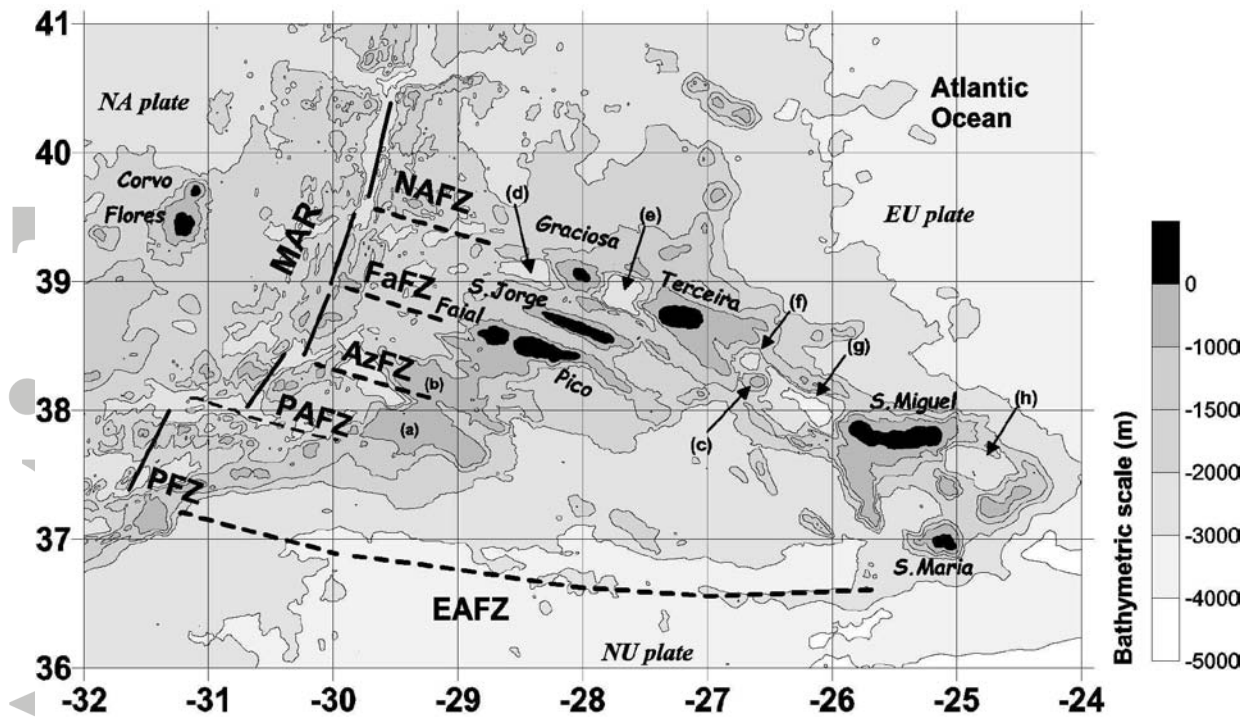 41
40
39
38
37
36
-32
-31
-30
-29
-28
-27
-26
-25
-24
NA plate
Atlantic
Ocean
Corvo
Flores
MAR
NAFZ
(d)
Graciosa
(e)
EU plate
FaFZ
Faial
S. Jorge
Terceira
(f)
AzFZ
(b)
Pico
(g)
PAFZ
(a)
(c)
S. Miguel
(h)
PFZ
S. Maria
EAFZ
NU plate
Bathymetric scale (m)
0
-1000
-1500
-2000
-3000
-4000
-5000